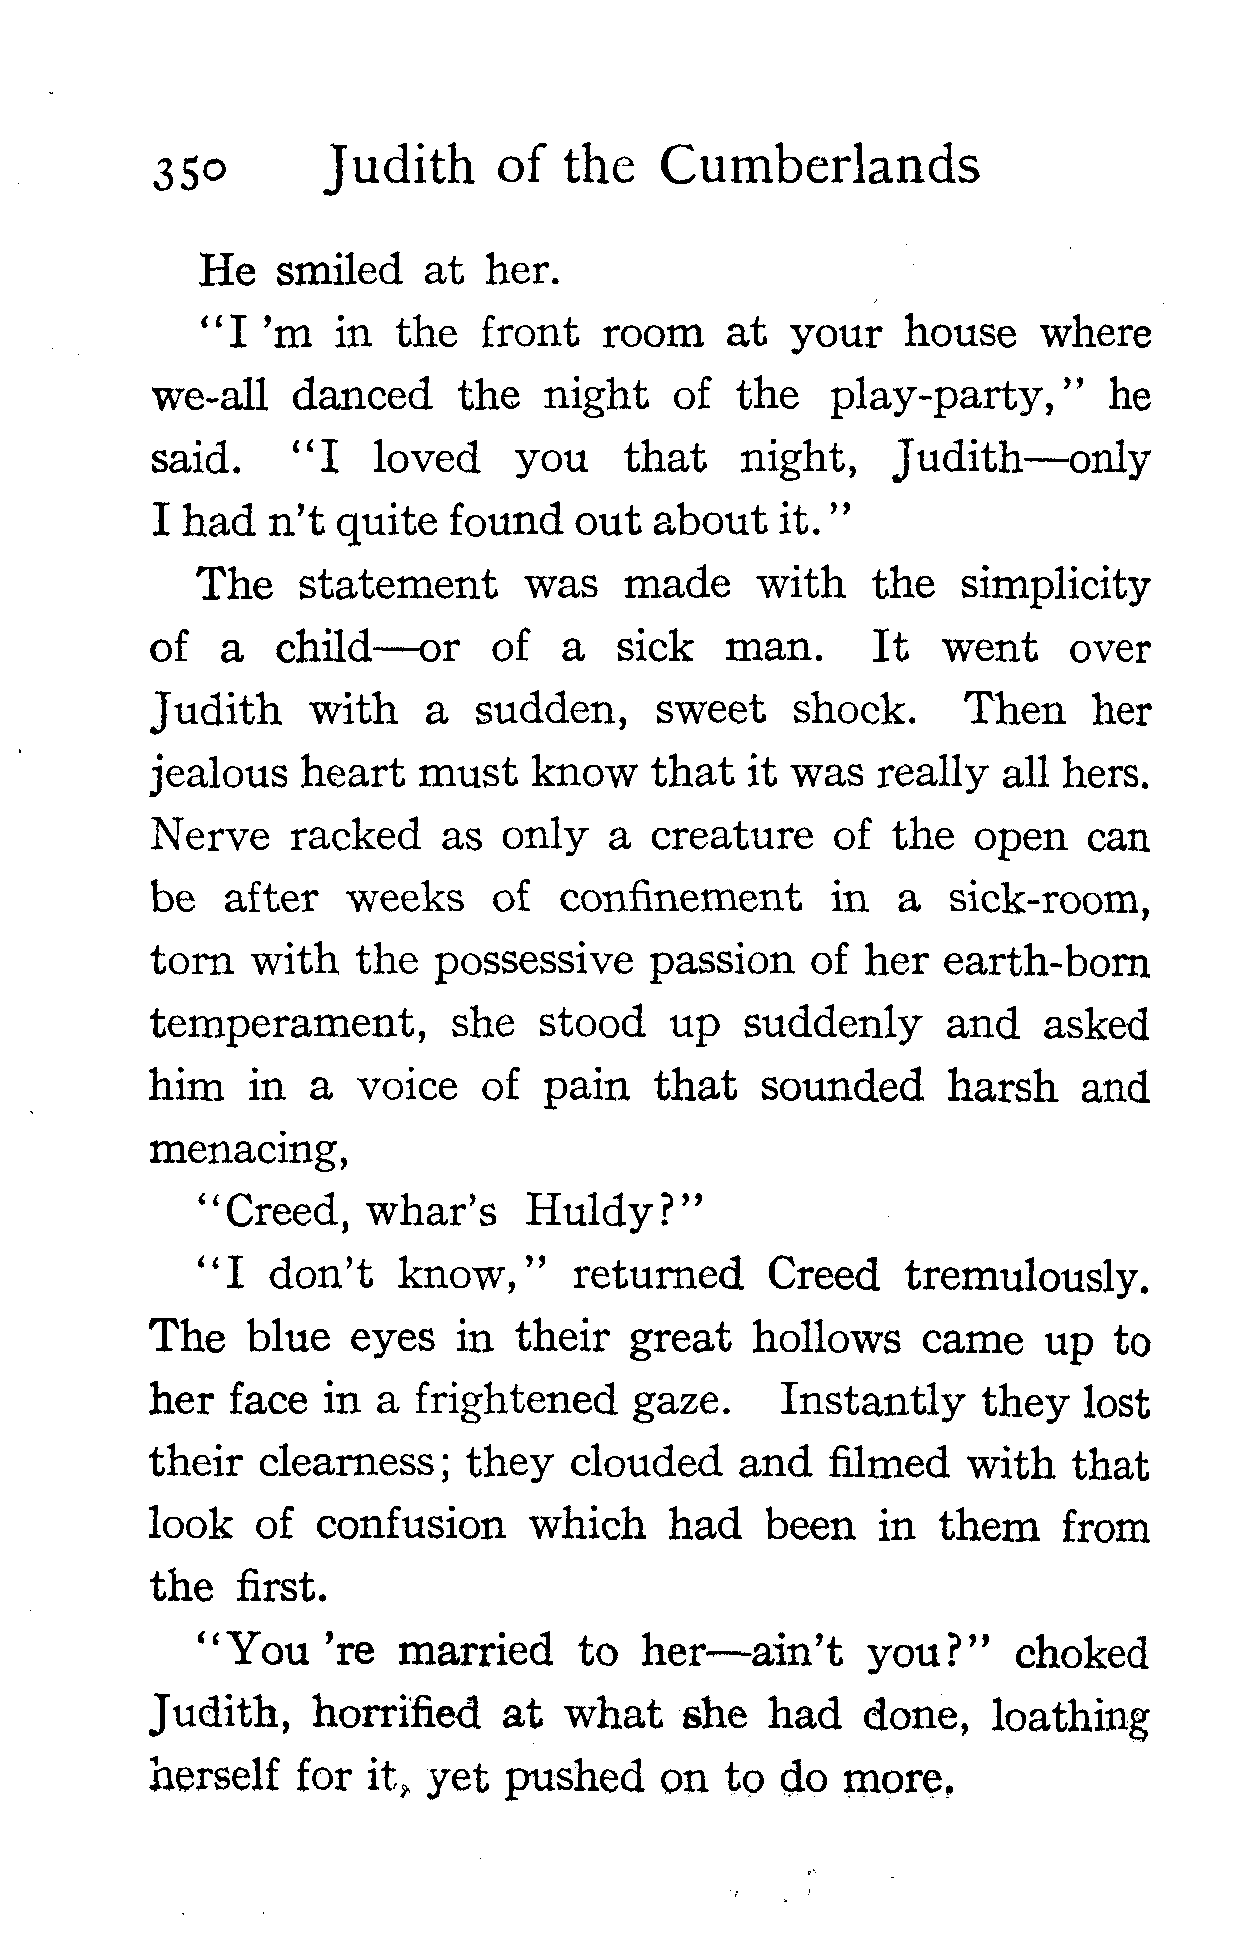 350 Judith of the Cumberlands
He smiled at her.
"I 'm in the front room at your house where
we-all danced the night of the play-party," he
said. "I loved you that night, Judith—only
I had n't quite found out about it."
The statement was made with the simplicity
of a child—or of a sick man. It went over
Judith with a sudden, sweet shock. Then her
jealous heart must know that it was really all hers.
Nerve racked as only a creature of the open can
be after weeks of confinement in a sick-room,
torn with the possessive passion of her earth-born
temperament, she stood up suddenly and asked
him in a voice of pain that sounded harsh and
menacing,
"Creed, whar's Huldy?"
"I don't know," returned Creed tremulously.
The blue eyes in their great hollows came up to
her face in a frightened gaze. Instantly they lost
their clearness; they clouded and filmed with that
look of confusion which had been in them from
the first.
"You 're married to her—ain't you?" choked
Judith, horrified at what she had done, loathing
herself for it, yet pushed on to do more.